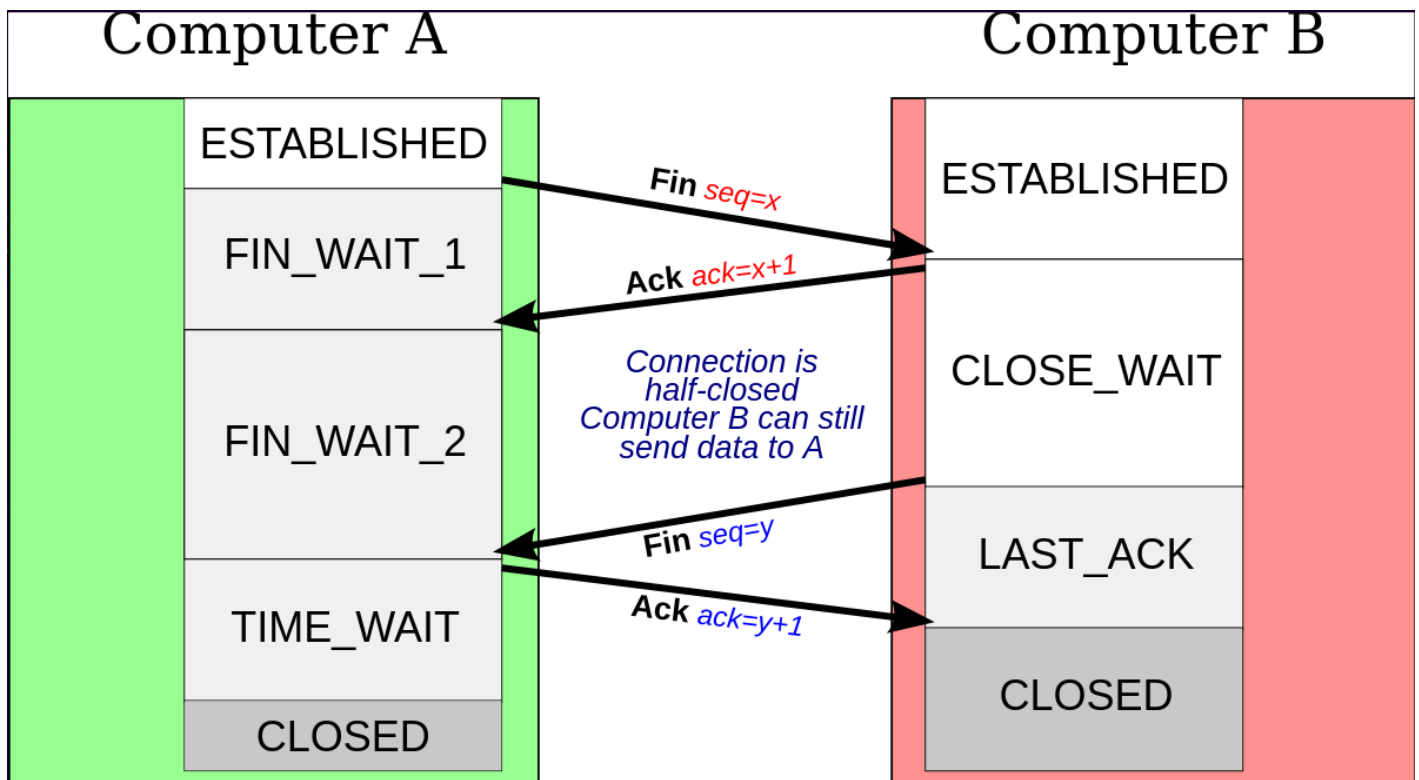 Computer A
Computer B
ESTABLISHED
ESTABLISHED
Fin seq=x
FIN_WAIT_1
Ack ack=x+1
Connection is
half-closed
Computer B can still
send data to A
CLOSE_WAIT
FIN_WAIT_2
Fin seq=y
LAST_ACK
Ack ack=y+1
TIME_WAIT
CLOSED
CLOSED